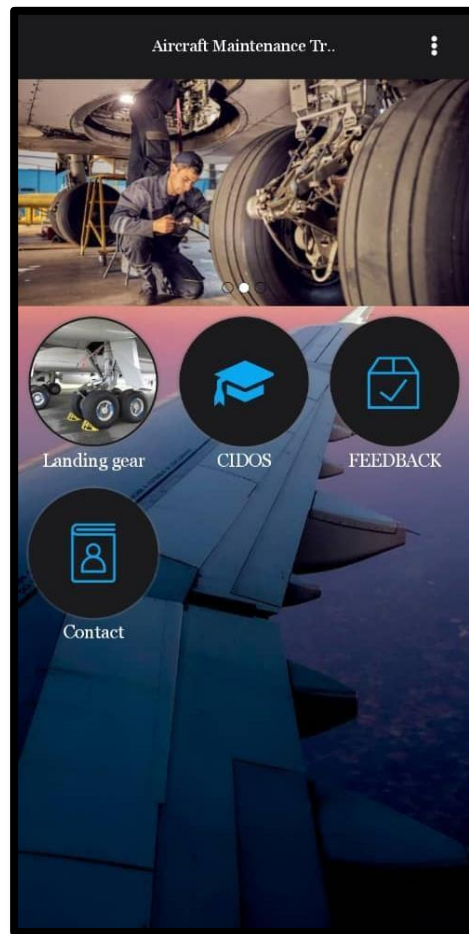 Aircraft Maintenance Tr..
Landing gear
CIDOS
FEEDBACK
Contact